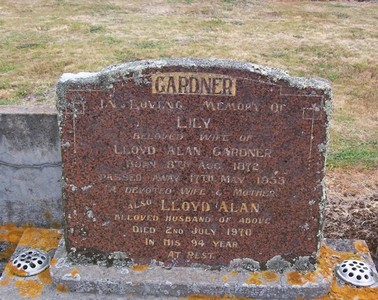 GARDNER
IN LOVING MEMORY OF
LILY
BELOVED WIFE OF
LLOYD ALAN GARDNER
BORN 8TH AUG. 1872
PASSED AWAY 17TH MAY 1953
A DEVOTED WIFE & MOTHER
ALSO LLOYD ALAN
BELOVED HUSBAND OF ABOVE
DIED 2ND JULY 1970
IN HIS 94 YEAR
AT REST.